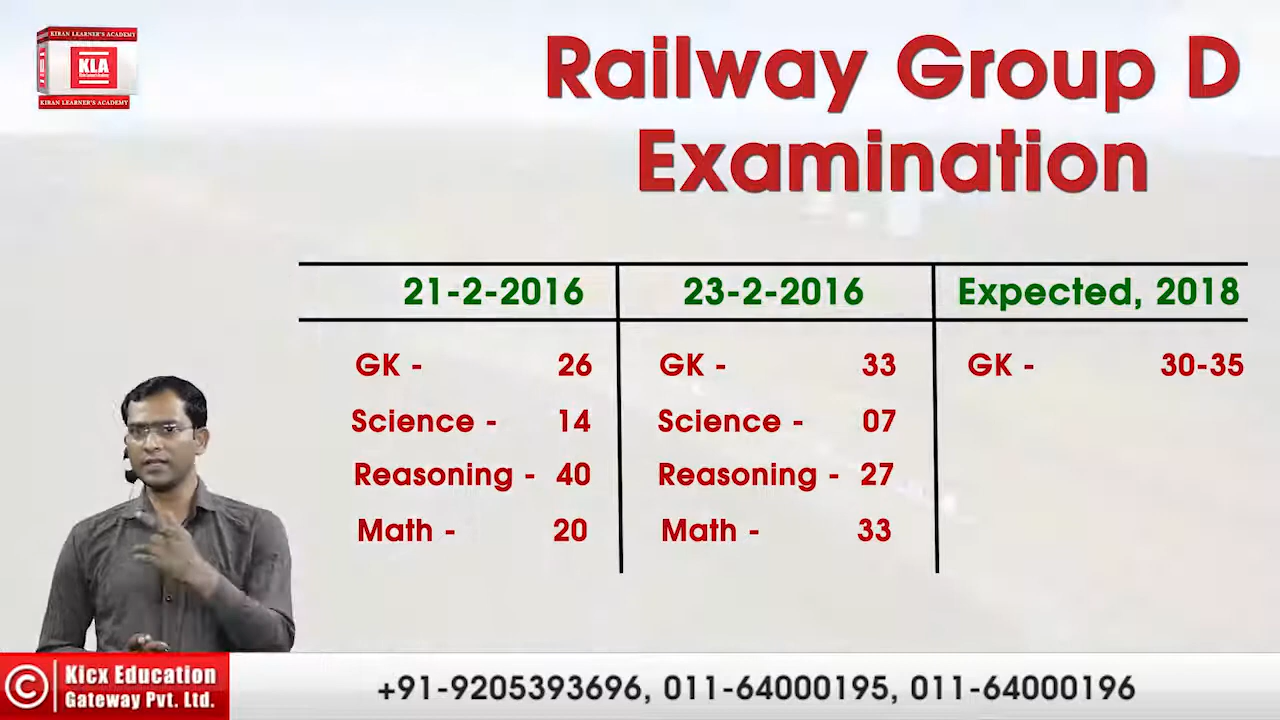 KIRAN LEARNER'S ACADEMY
KLA
KIRAN LEARNER'S ACADEMY
Railway Group D
Examination
21-2-2016 23-2-2016 Expected, 2018
GK - 26 GK - 33 GK - 30-35
Science - 14 Science - 07
Reasoning - 40 Reasoning - 27
Math - 20 Math - 33
© Kicx Education
Gateway Pvt. Ltd.
+91-9205393696, 011-64000195, 011-64000196